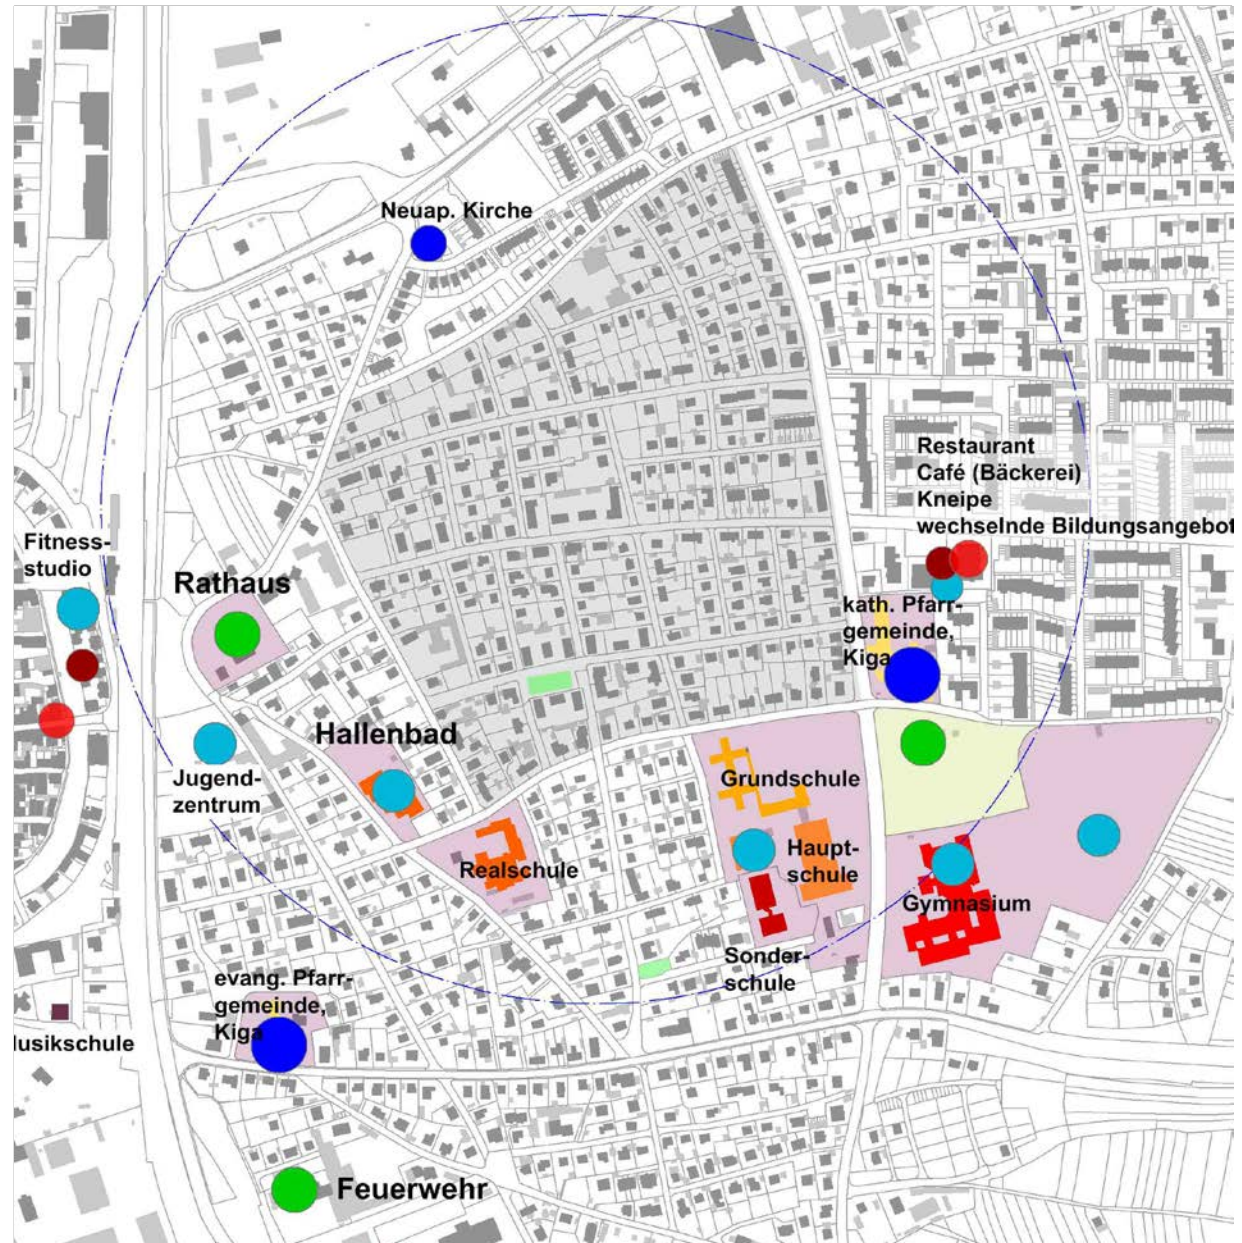 Neuap. Kirche
Restaurant
Café (Bäckerei)
Kneipe
wechselnde Bildungsangebot
Fitness-
studio
Rathaus
kath. Pfarr-
gemeinde,
Kiga
Hallenbad
Jugend-
zentrum
Grundschule
Haupt-
schule
Realschule
Gymnasium
Sonder-
schule
evang. Pfarr-
gemeinde,
Kiga
usikschule
Feuerwehr